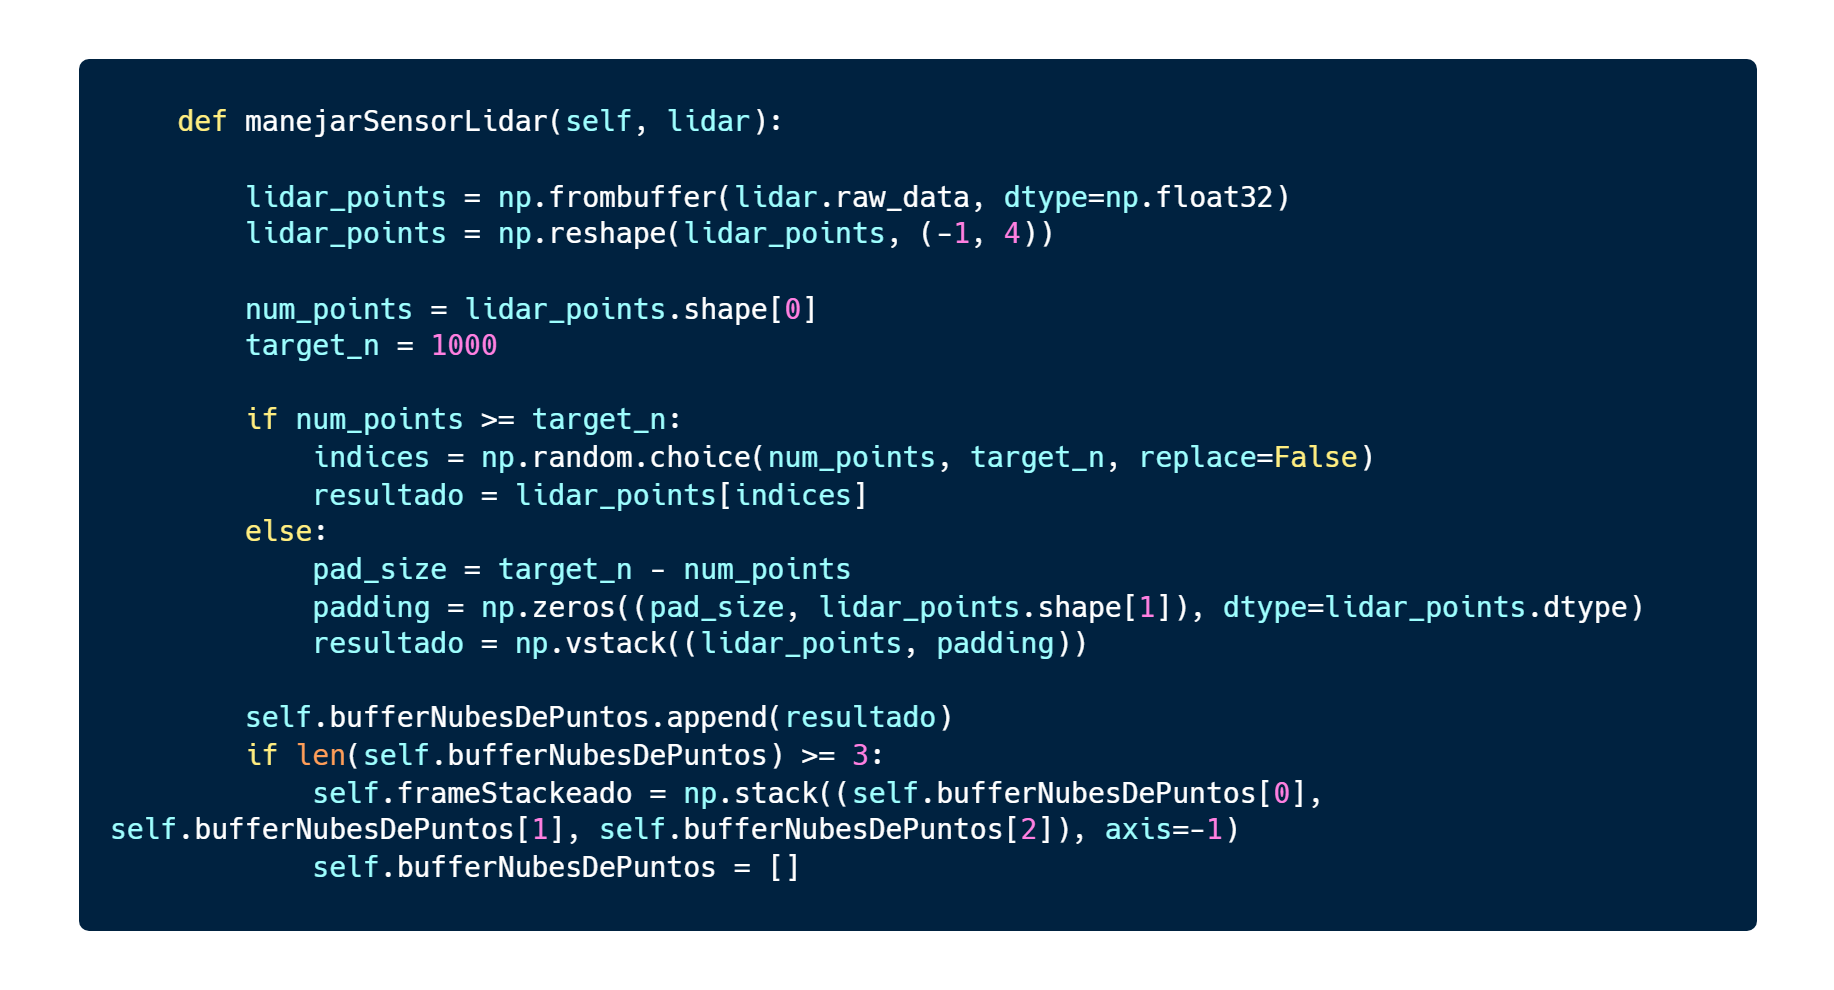 def manejarSensorLidar(self, lidar):
lidar_points = np.frombuffer(lidar.raw_data, dtype=np.float32)
lidar_points = np.reshape(lidar_points, (-1, 4))
num_points = lidar_points.shape[0]
target_n = 1000
if num_points >= target_n:
indices = np.random.choice(num_points, target_n, replace=False)
resultado = lidar_points[indices]
else:
pad_size = target_n - num_points
padding = np.zeros((pad_size, lidar_points.shape[1]), dtype=lidar_points.dtype)
resultado = np.vstack((lidar_points, padding))
self.bufferNubesDePuntos.append(resultado)
if len(self.bufferNubesDePuntos) >= 3:
self.frameStackeado = np.stack((self.bufferNubesDePuntos[0],
self.bufferNubesDePuntos[1], self.bufferNubesDePuntos[2]), axis=-1)
self.bufferNubesDePuntos = []